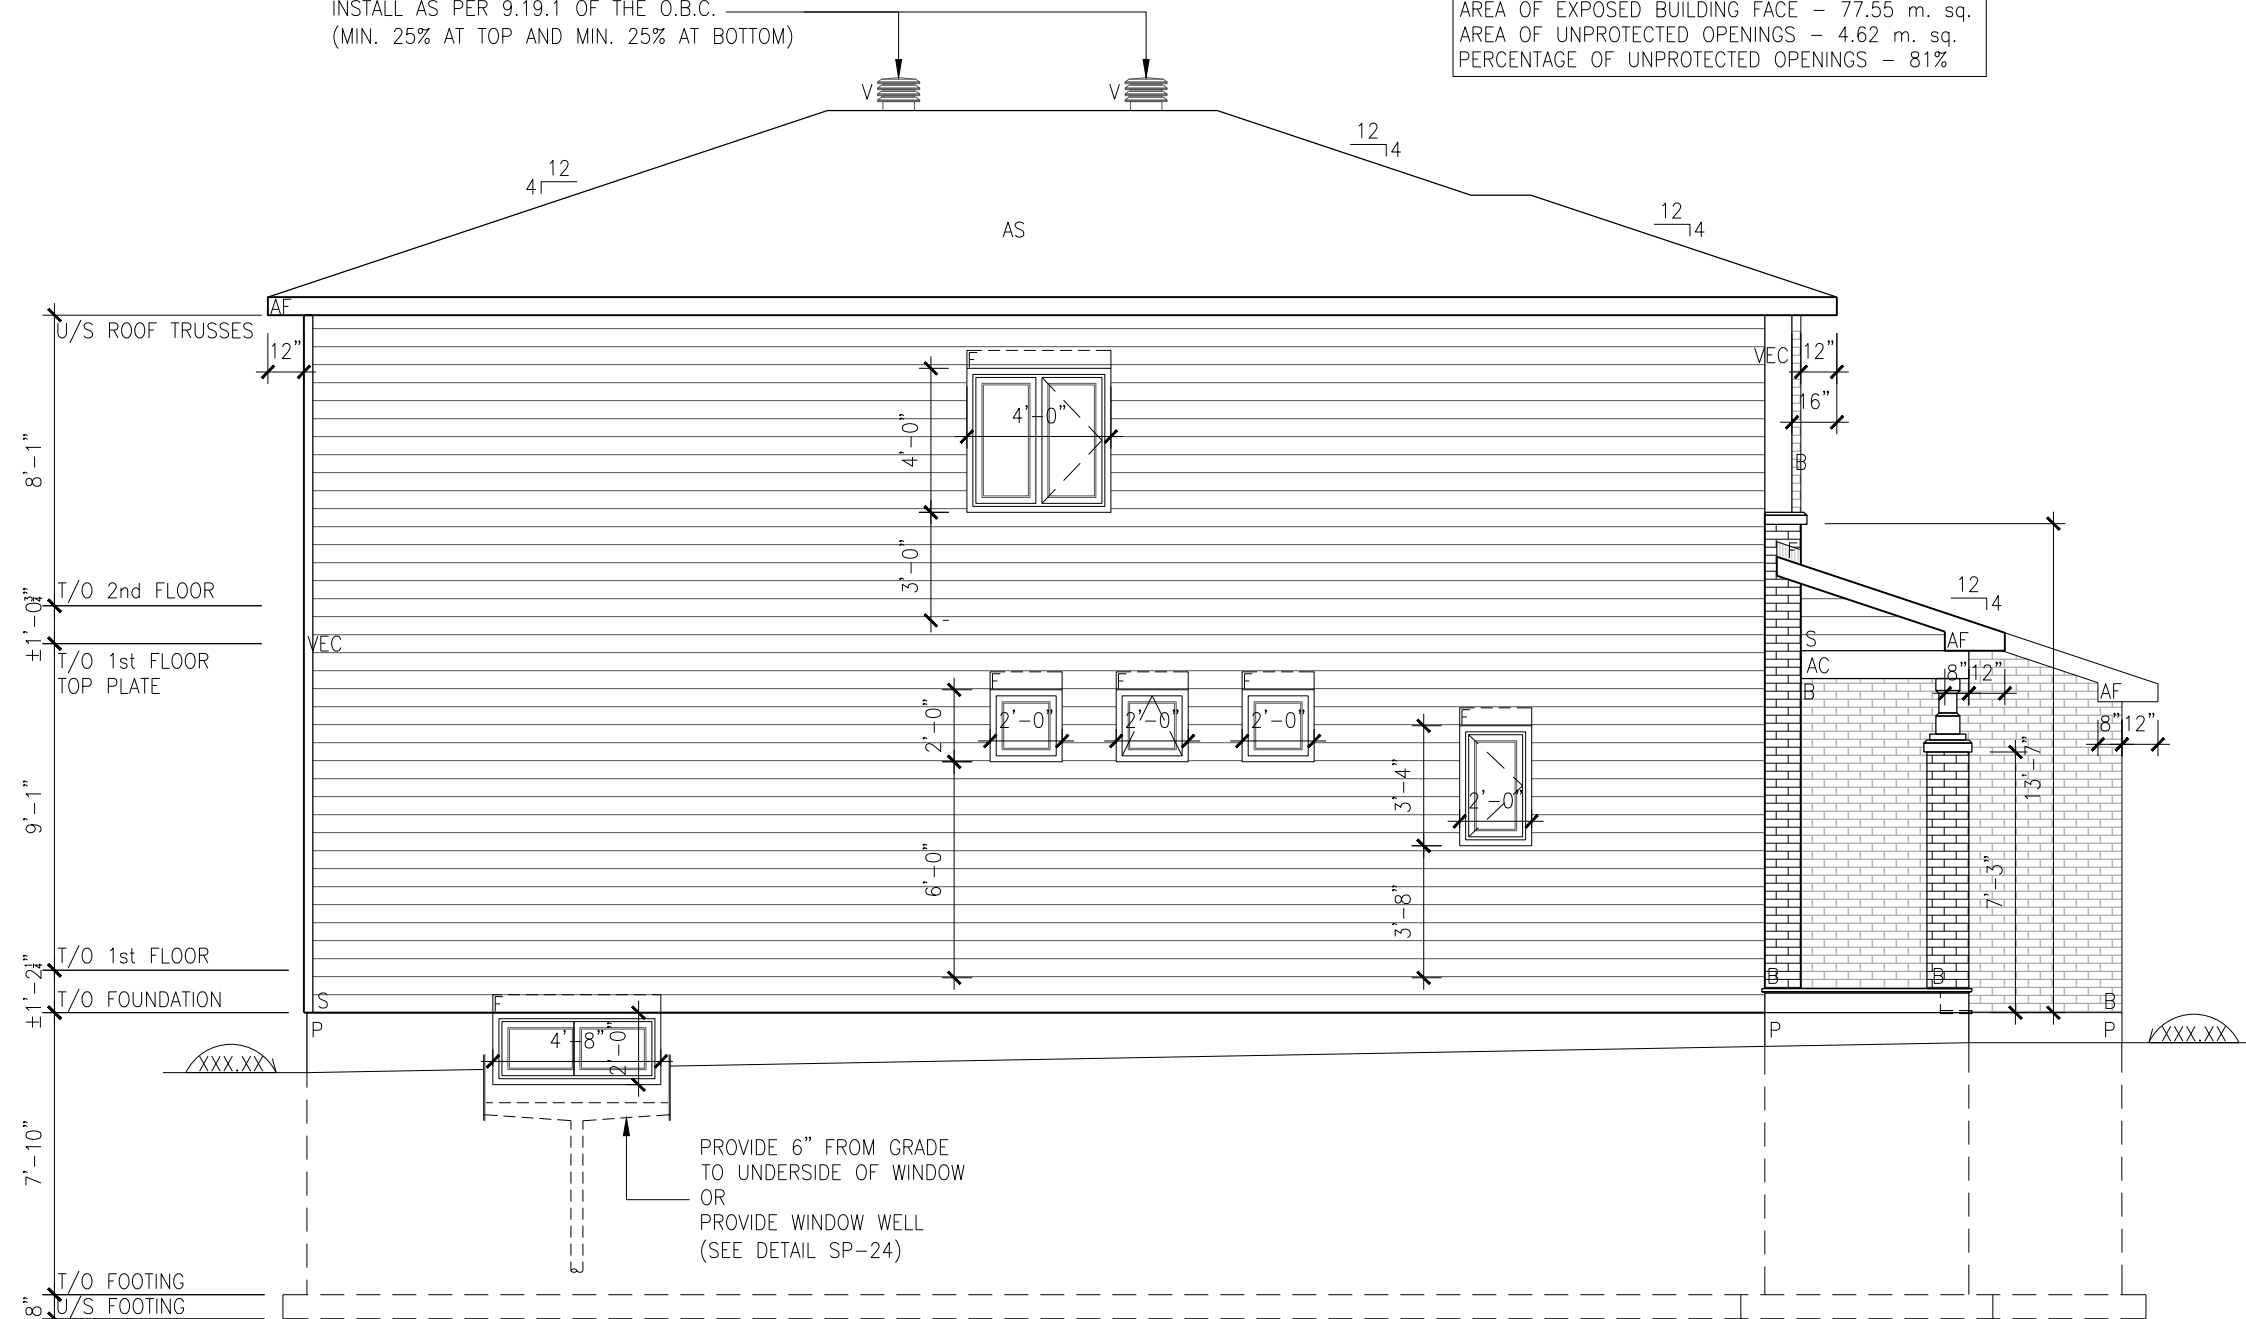 INSTALL AS PER 9.19.1 OF THE O.B.C.
(MIN. 25% AT TOP AND MIN. 25% AT BOTTOM)
AREA OF EXPOSED BUILDING FACE - 77.55 m. sq.
AREA OF UNPROTECTED OPENINGS - 4.62 m. sq.
PERCENTAGE OF UNPROTECTED OPENINGS - 81%
V
V
12
4
12
4
12
4
AS
AF
U/S ROOF TRUSSES
12"
F
VEC
12"
16"
4'-0"
4'-0"
8'-1"
B
3'-0"
F
T/O 2nd FLOOR
±1'-0¾"
12
4
VEC
S
AF
T/O 1st FLOOR
TOP PLATE
AC
8"
12"
F
F
F
B
AF
2'-0"
2'-0"
2'-0"
2'-0"
F
8"
12"
13'-7"
3'-4"
2'-0"
9'-1"
6'-0"
3'-8"
7'-3"
T/O 1st FLOOR
B
B
±1'-2¼"
T/O FOUNDATION
S
F
B
P
P
P
4'-8"
2'-0"
XXX.XX
XXX.XX
7'-10"
PROVIDE 6" FROM GRADE
TO UNDERSIDE OF WINDOW
OR
PROVIDE WINDOW WELL
(SEE DETAIL SP-24)
T/O FOOTING
8"
U/S FOOTING